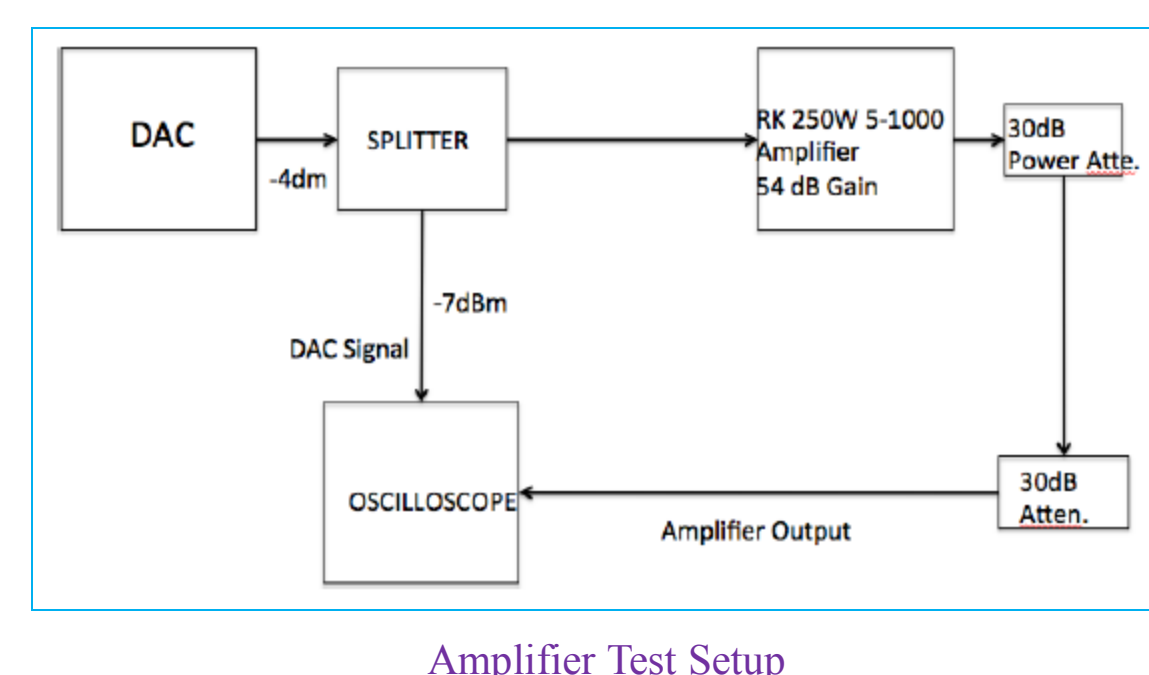 DAC
-4dm
SPLITTER
RK 250W 5-1000
Amplifier
54 dB Gain
30dB
Power Atte.
-7dBm
DAC Signal
OSCILLOSCOPE
30dB
Atten.
Amplifier Output
Amplifier Test Setup